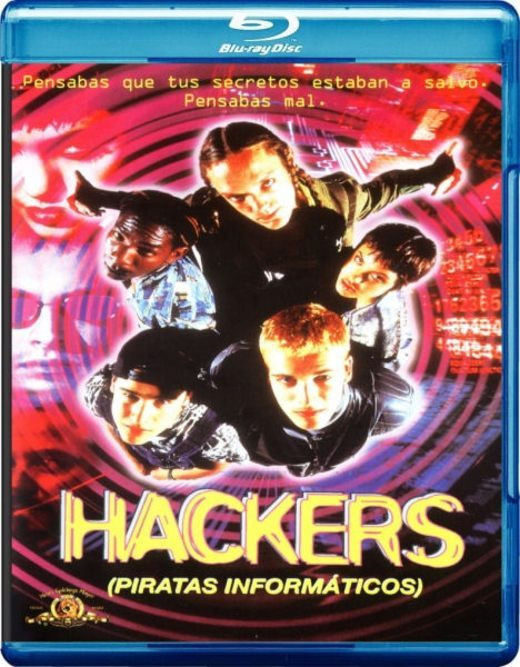 Blu-ray Disc
Pensabas que tus secretos estaban a salvo.
Pensabas mal.
HACKERS
(PIRATAS INFORMÁTICOS)